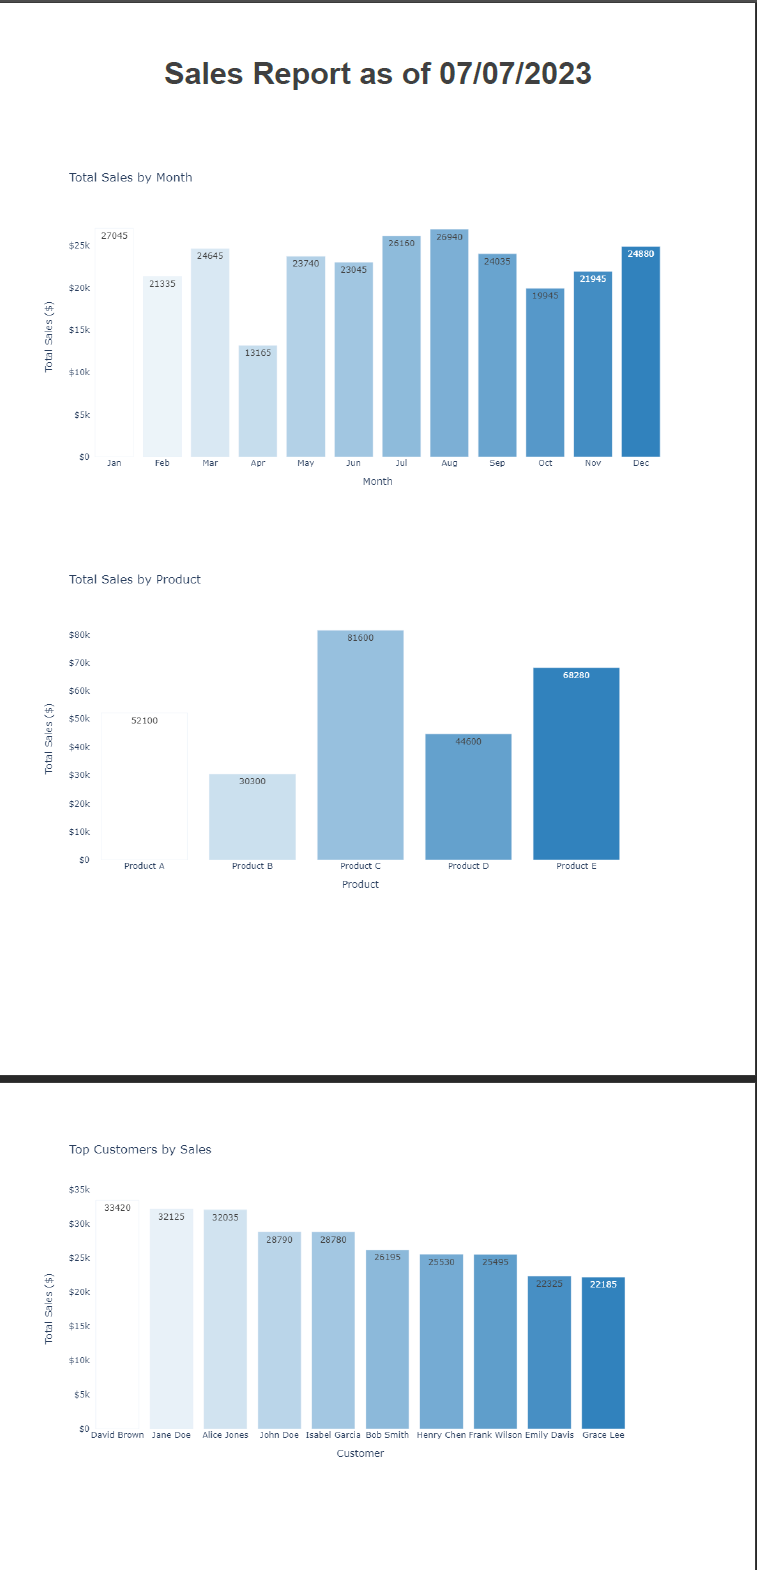 Sales Report as of 07/07/2023
Total Sales by Month
Total Sales ($)
$25k
$20k
$15k
$10k
$5k
$0
27045
21335
24645
13165
23740
23045
26160
26940
24035
19945
21945
24880
Jan Feb Mar Apr May Jun Jul Aug Sep Oct Nov Dec
Month
Total Sales by Product
Total Sales ($)
$80k
$70k
$60k
$50k
$40k
$30k
$20k
$10k
$0
52100
30300
81600
44600
68280
Product A Product B Product C Product D Product E
Product
Top Customers by Sales
Total Sales ($)
$35k
$30k
$25k
$20k
$15k
$10k
$5k
$0
33420
32125
32035
28790
28780
26195
25530
25495
22325
22185
David Brown Jane Doe Alice Jones John Doe Isabel Garcia Bob Smith Henry Chen Frank Wilson Emily Davis Grace Lee
Customer